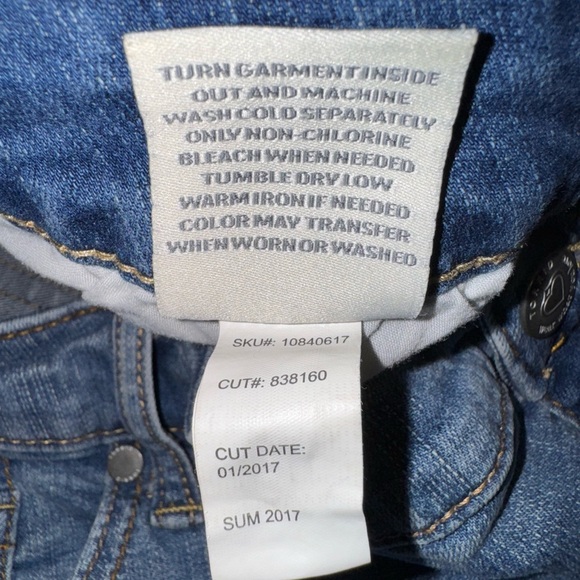 TURN GARMENT INSIDE
OUT AND MACHINE
WASH COLD SEPARATELY
ONLY NON-CHLORINE
BLEACH WHEN NEEDED
TUMBLE DRY LOW
WARM IRON IF NEEDED
COLOR MAY TRANSFER
WHEN WORN OR WASHED
SKU#: 10840617
CUT#: 838160
CUT DATE:
01/2017
SUM 2017